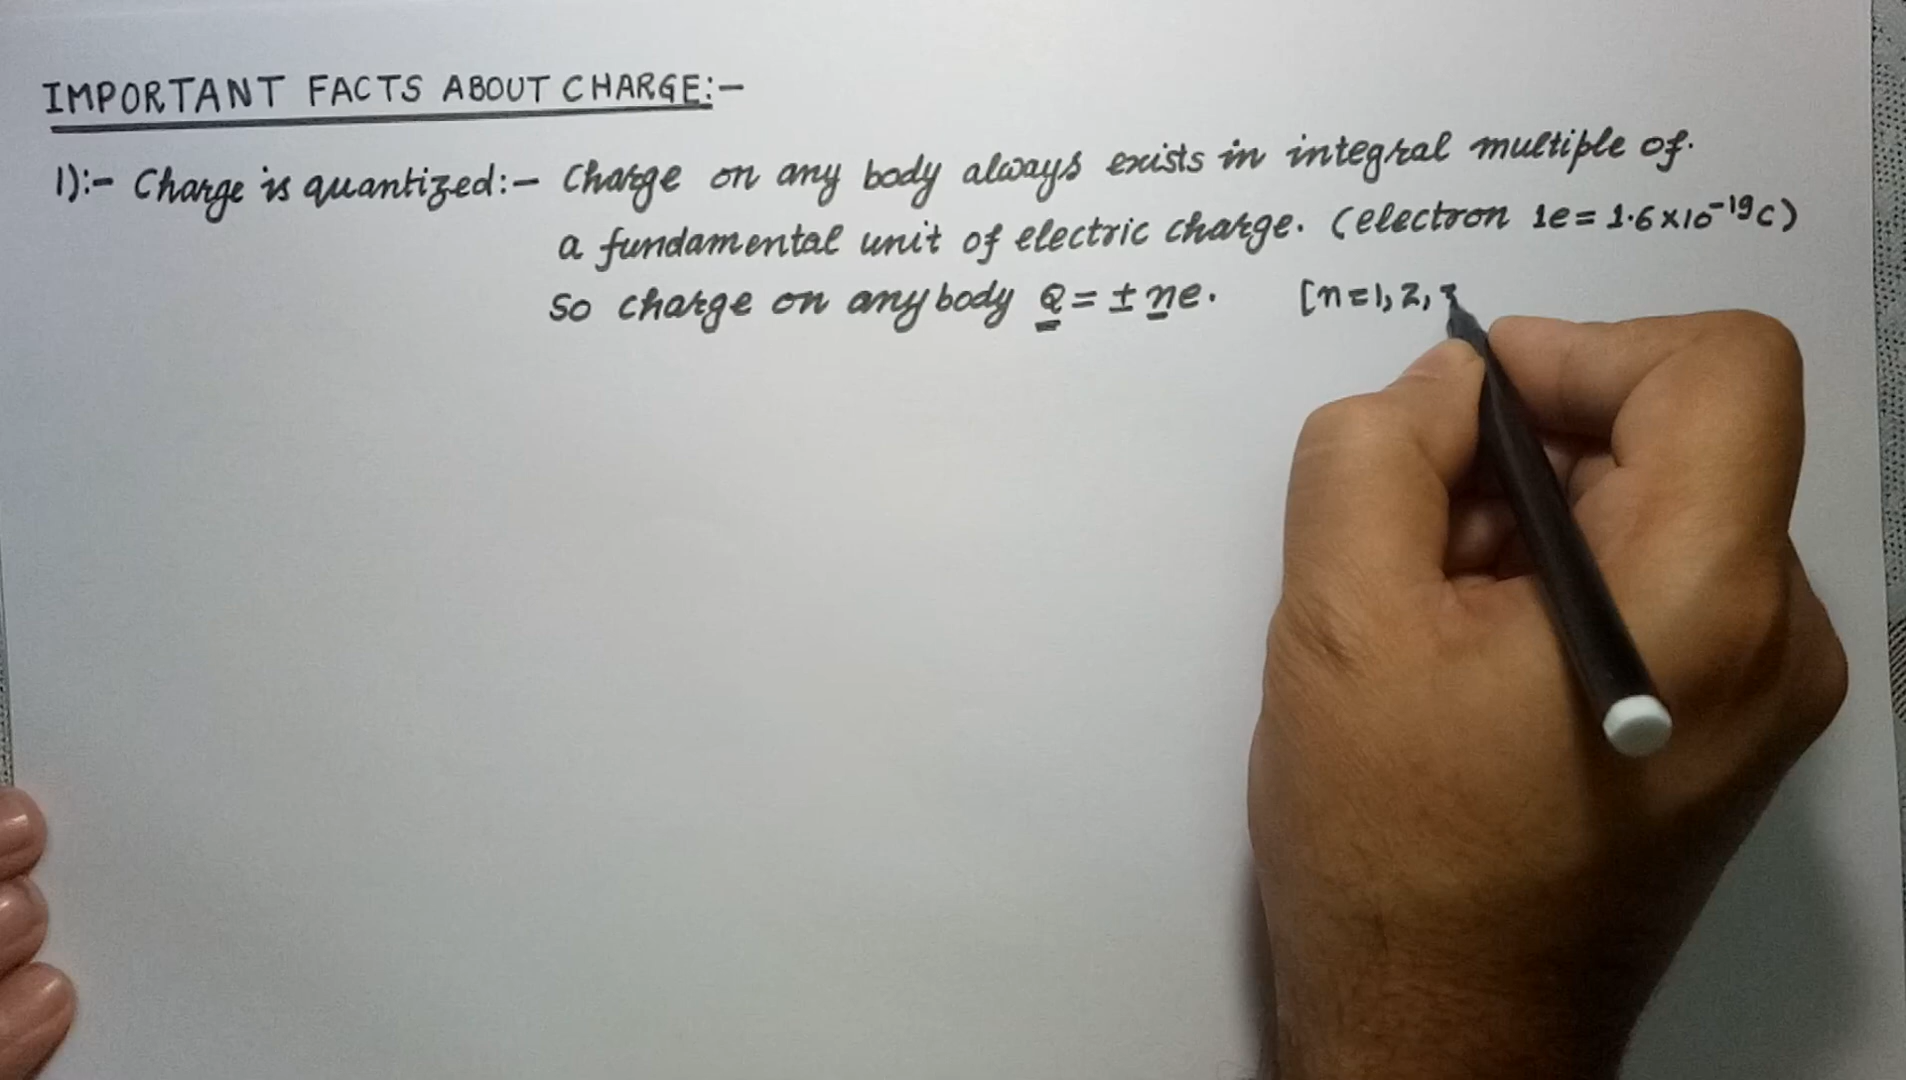 IMPORTANT FACTS ABOUT CHARGE:-
1):- Charge is quantized:- Charge on any body always exists in integral multiple of.
a fundamental unit of electric charge. (electron 1e = 1.6×10⁻¹⁹C)
So charge on any body Q = ± ne. [n=1, 2, 3